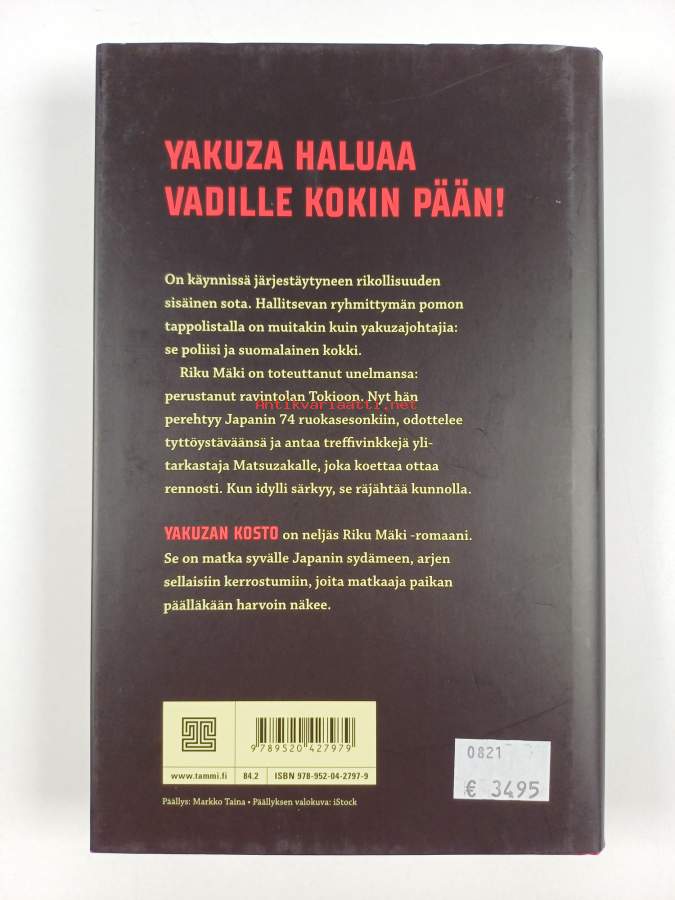 YAKUZA HALUAA
VADILLE KOKIN PÄÄN!
On käynnissä järjestäytyneen rikollisuuden
sisäinen sota. Hallitsevan ryhmittymän pomon
tappolistalla on muitakin kuin yakuzajohtajia:
se poliisi ja suomalainen kokki.
Riku Mäki on toteuttanut unelmansa:
perustanut ravintolan Tokioon. Nyt hän
Antikvariaatti.net
perehtyy Japanin 74 ruokasesonkiin, odottelee
tyttöystäväänsä ja antaa treffivinkkejä yli-
tarkastaja Matsuzakalle, joka koettaa ottaa
rennosti. Kun idylli särkyy, se räjähtää kunnolla.
YAKUZAN KOSTO on neljäs Riku Mäki -romaani.
Se on matka syvälle Japanin sydämeen, arjen
sellaisiin kerrostumiin, joita matkaaja paikan
päälläkään harvoin näkee.
9 789520 427979
www.tammi.fi 84.2 ISBN 978-952-04-2797-9
Päällys: Markko Taina • Päällyksen valokuva: iStock
0821
€ 34,95